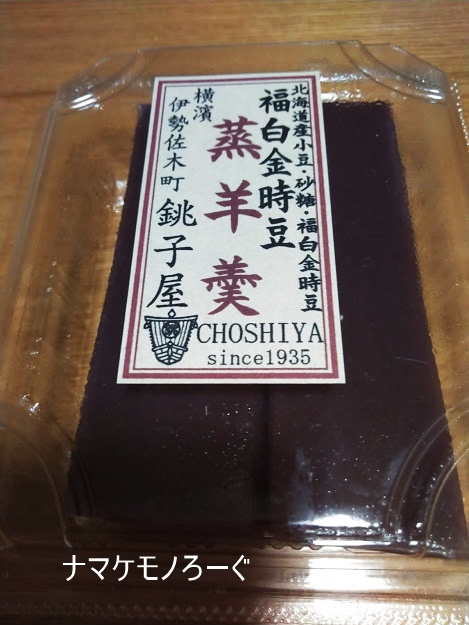 北海道産小豆・砂糖・福白金時豆
福白金時豆
蒸羊羹
横濱
伊勢佐木町
銚子屋
CHOSHIYA
since1935
ナマケモノろーぐ